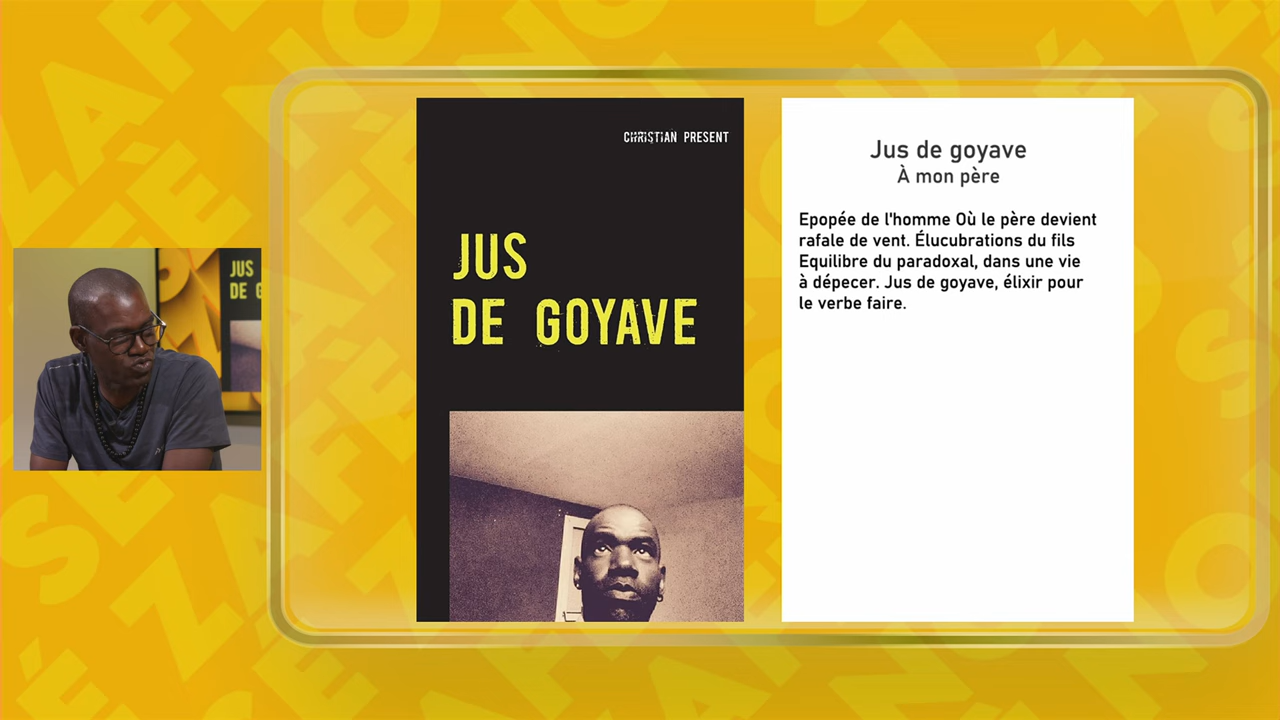 CHRISTIAN PRESENT
JUS
DE GOYAVE
Jus de goyave
À mon père
Epopée de l'homme Où le père devient
rafale de vent. Élucubrations du fils
Equilibre du paradoxal, dans une vie
à dépecer. Jus de goyave, élixir pour
le verbe faire.
JUS
DE G